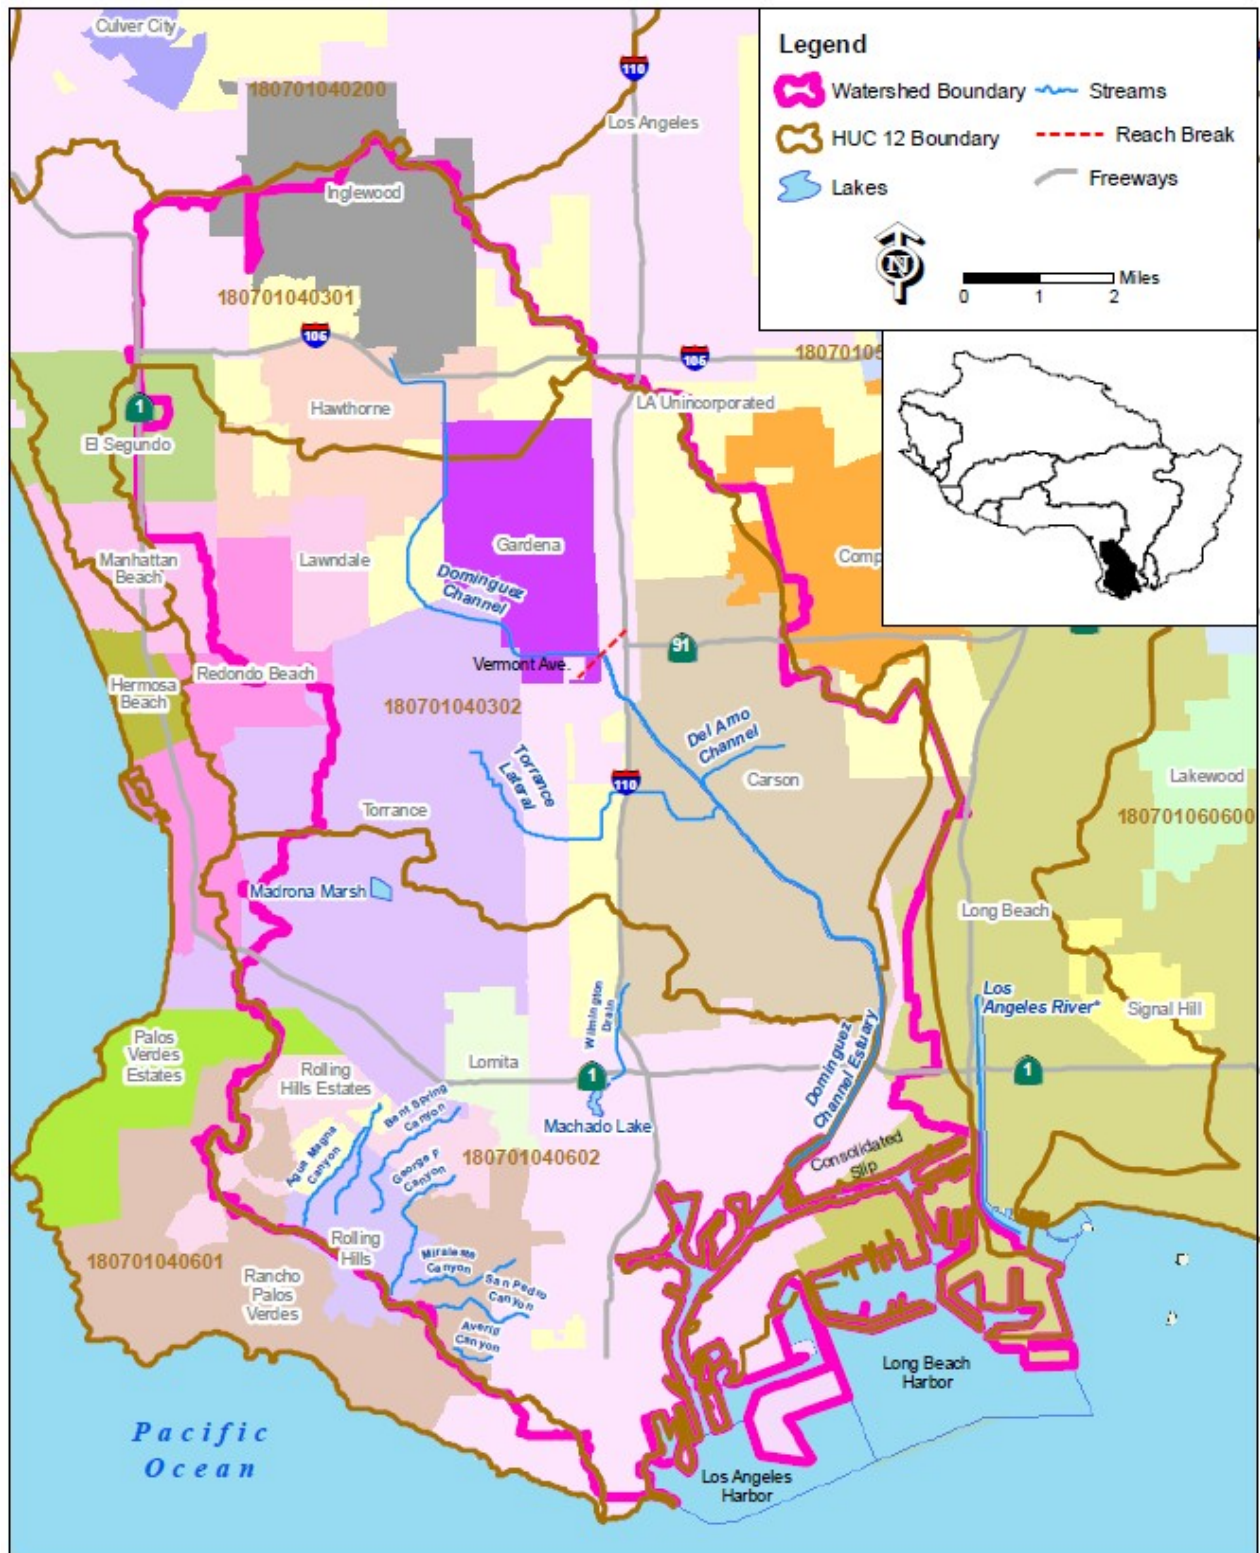 Culver City
180701040200
110
Los Angeles
Inglewood
180701040301
105
105
1807010
Legend
Watershed Boundary
Streams
HUC 12 Boundary
Reach Break
Lakes
Freeways
N
Miles
0 1 2
1
El Segundo
Hawthorne
LA Unincorporated
Manhattan
Beach
Lawndale
Gardena
Comp
Dominguez
Channel
91
Vermont Ave.
Hermosa
Beach
Redondo Beach
180701040302
Del Amo
Channel
Torrance
Lateral
110
Carson
Lakewood
Torrance
180701060600
Madrona Marsh
Long Beach
Wilmington
Drain
Los
Angeles River*
Signal Hill
Palos
Verdes
Estates
Rolling
Hills Estates
Lomita
1
Dominguez
Channel Estuary
1
Machado Lake
Bent Spring
Canyon
Agua Magna
Canyon
George F
Canyon
180701040602
Consolidated
Slip
180701040601
Rolling
Hills
Miraleste
Canyon
San Pedro
Canyon
Rancho
Palos
Verdes
Averill
Canyon
Long Beach
Harbor
Pacific
Ocean
Los Angeles
Harbor